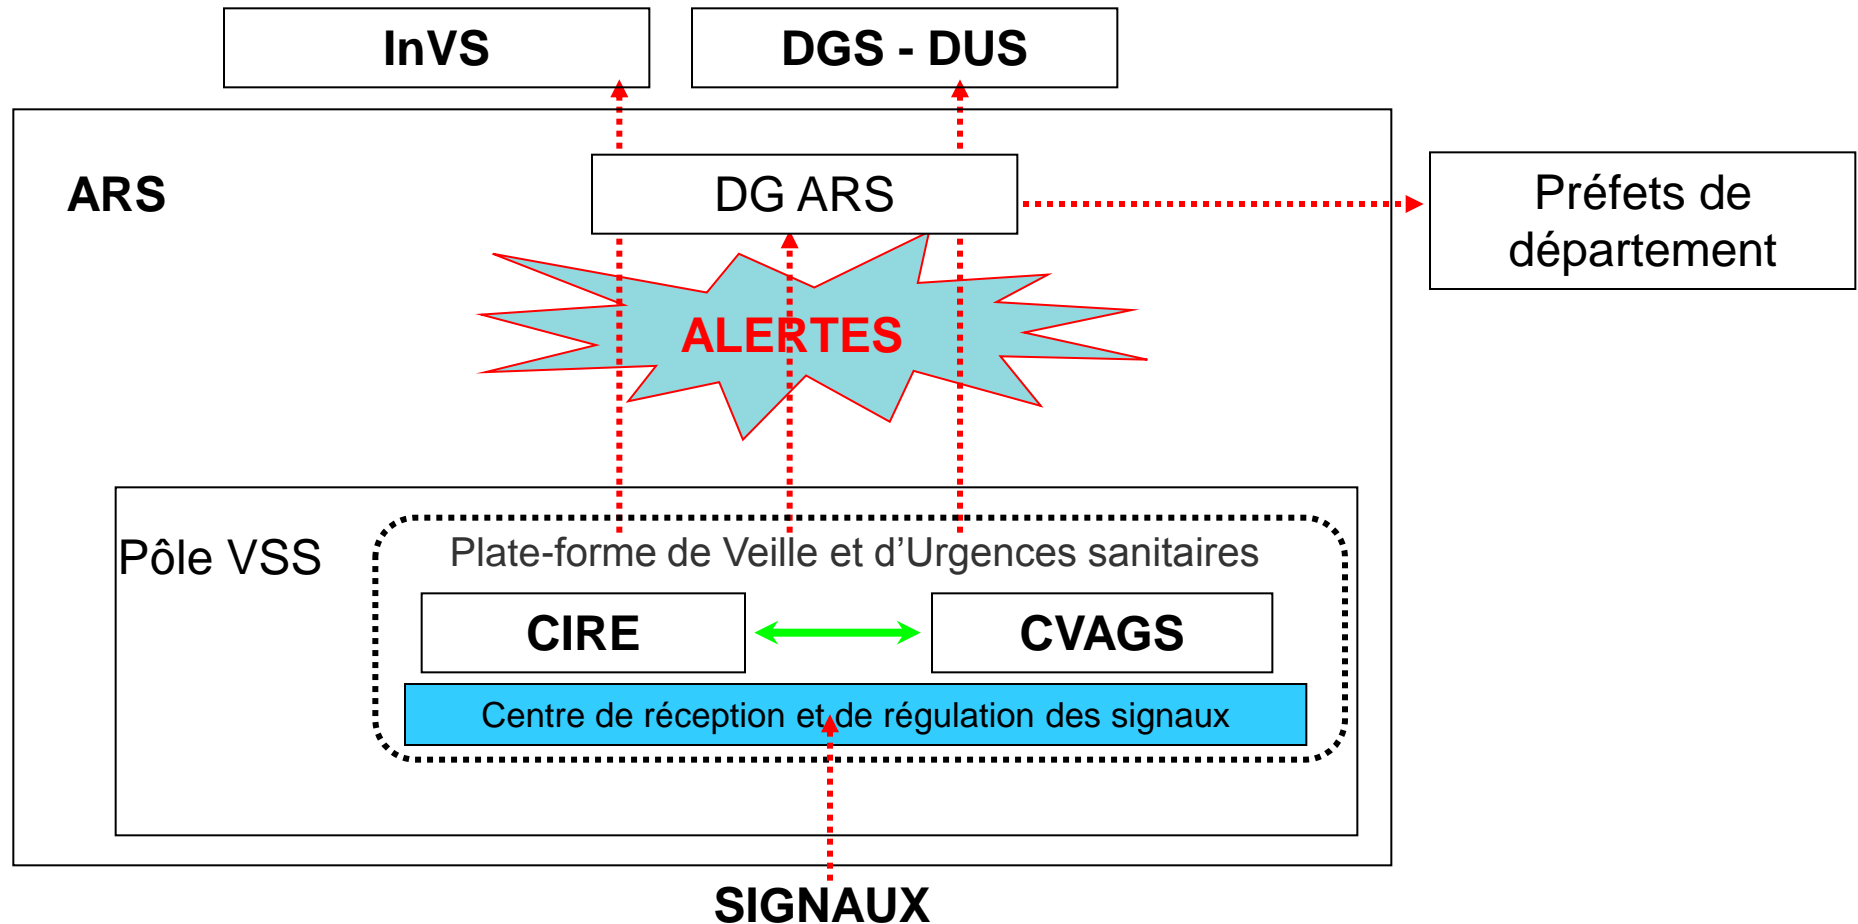 InVS
DGS - DUS
ARS
DG ARS
Préfets de
département
ALERTES
Pôle VSS
Plate-forme de Veille et d’Urgences sanitaires
CIRE
CVAGS
Centre de réception et de régulation des signaux
SIGNAUX